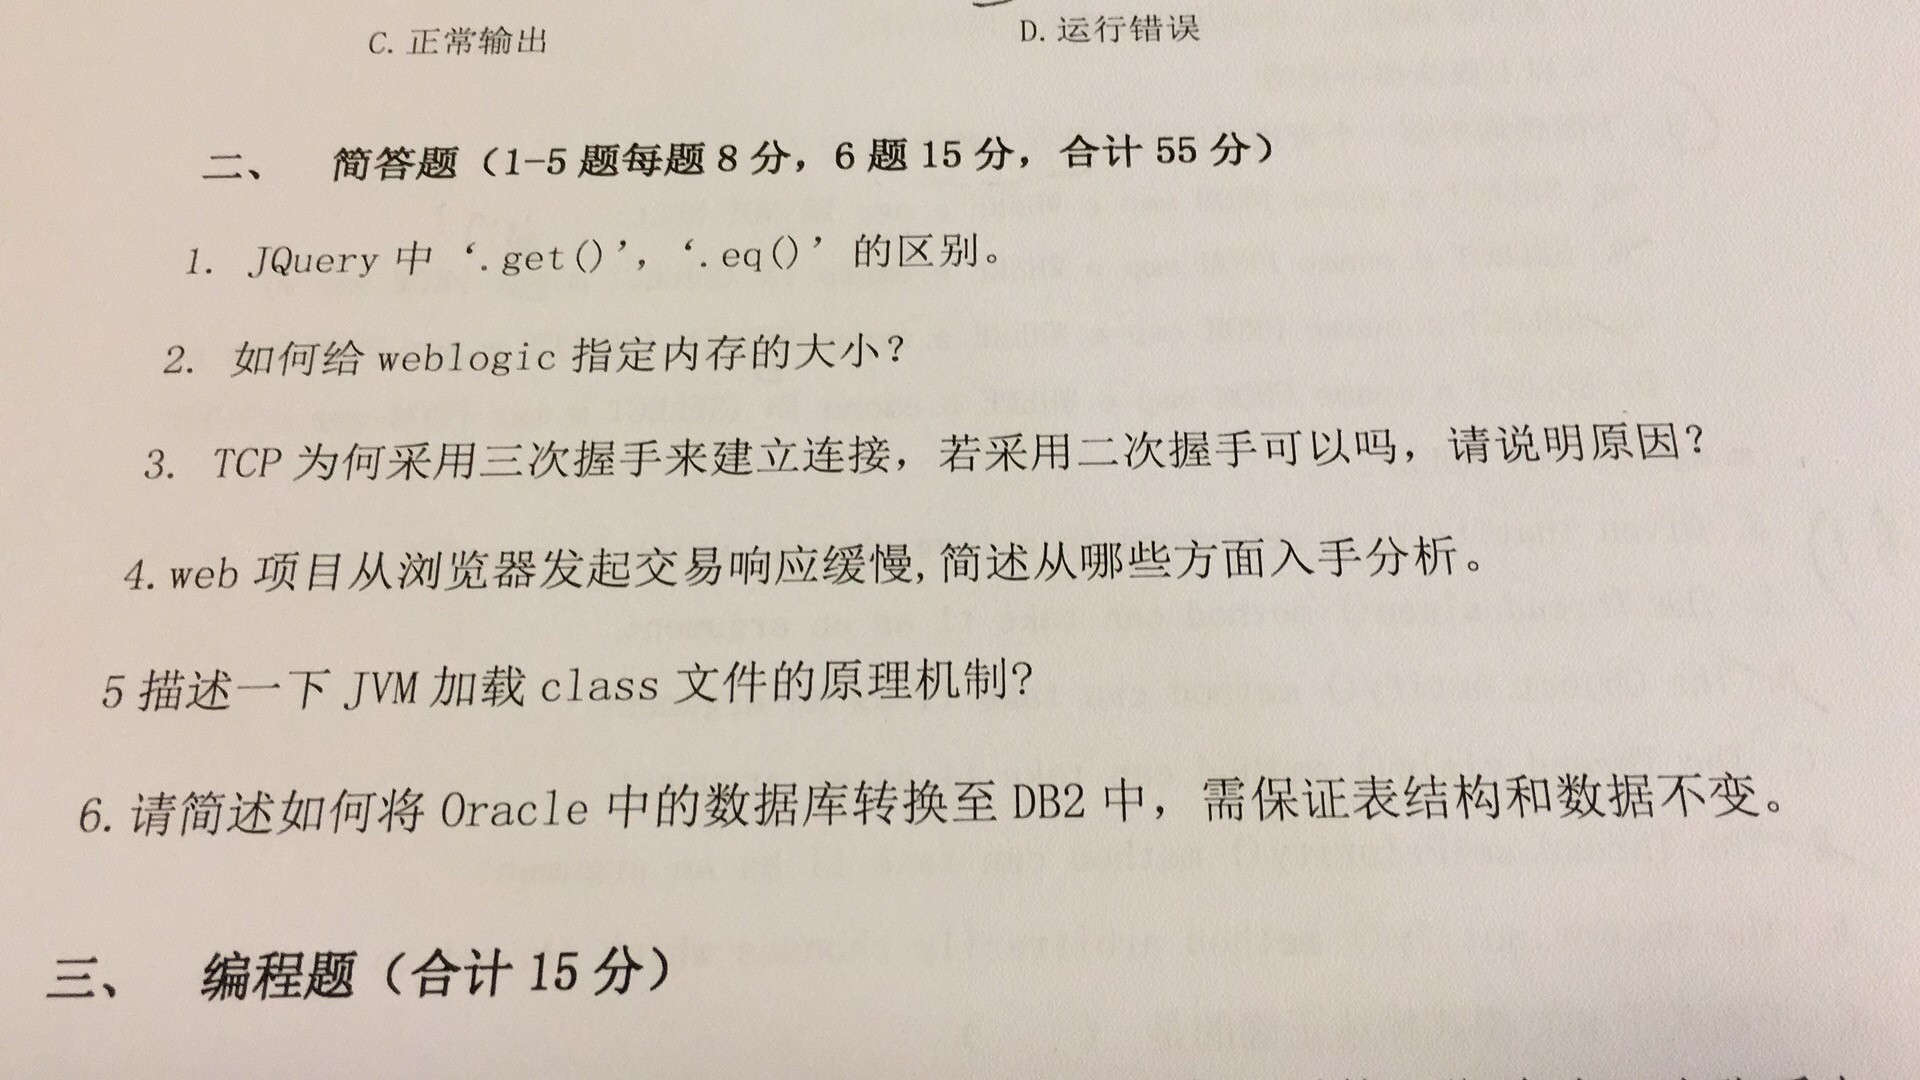 C. 正常输出 D. 运行错误
二、 简答题（1-5 题每题 8 分，6 题 15 分，合计 55 分）
1. JQuery 中 ‘.get()’，‘.eq()’ 的区别。
2. 如何给 weblogic 指定内存的大小？
3. TCP 为何采用三次握手来建立连接，若采用二次握手可以吗，请说明原因？
4. web 项目从浏览器发起交易响应缓慢,简述从哪些方面入手分析。
5 描述一下 JVM 加载 class 文件的原理机制?
6. 请简述如何将 Oracle 中的数据库转换至 DB2 中，需保证表结构和数据不变。
三、 编程题（合计 15 分）